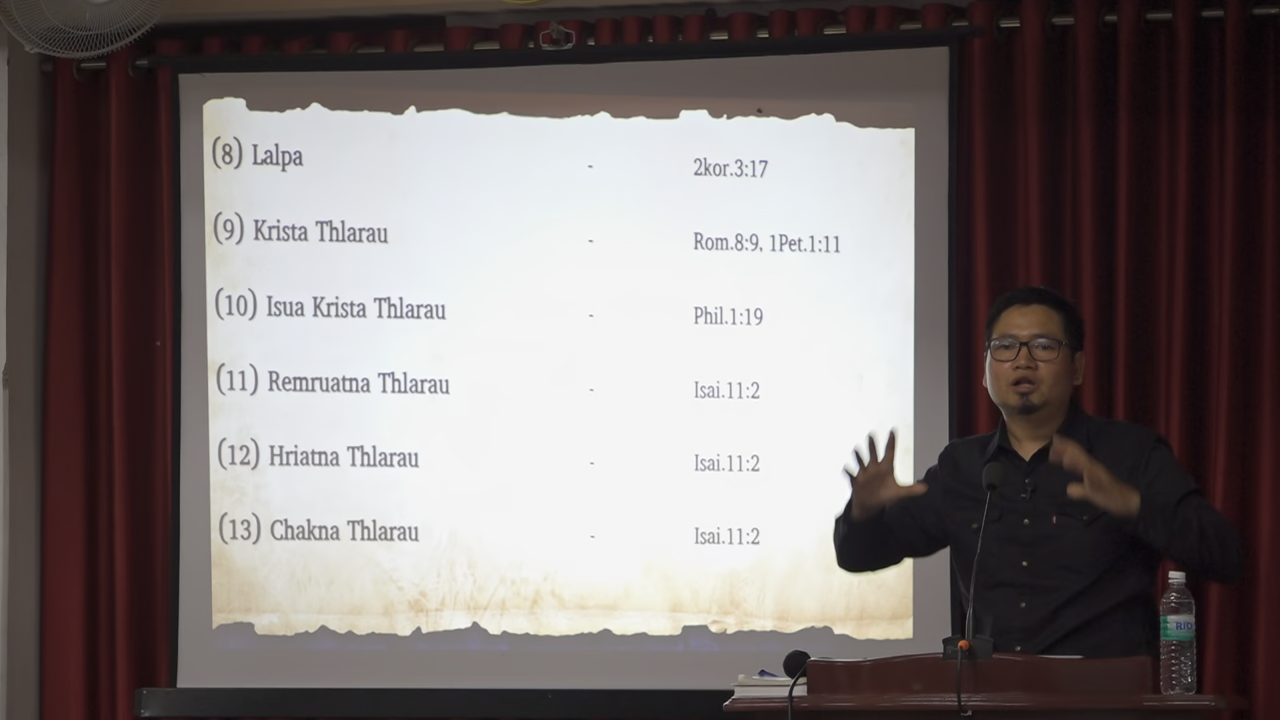 (8) Lalpa - 2kor.3:17
(9) Krista Thlarau - Rom.8:9, 1Pet.1:11
(10) Isua Krista Thlarau - Phil.1:19
(11) Remruatna Thlarau - Isai.11:2
(12) Hriatna Thlarau - Isai.11:2
(13) Chakna Thlarau - Isai.11:2
RIO